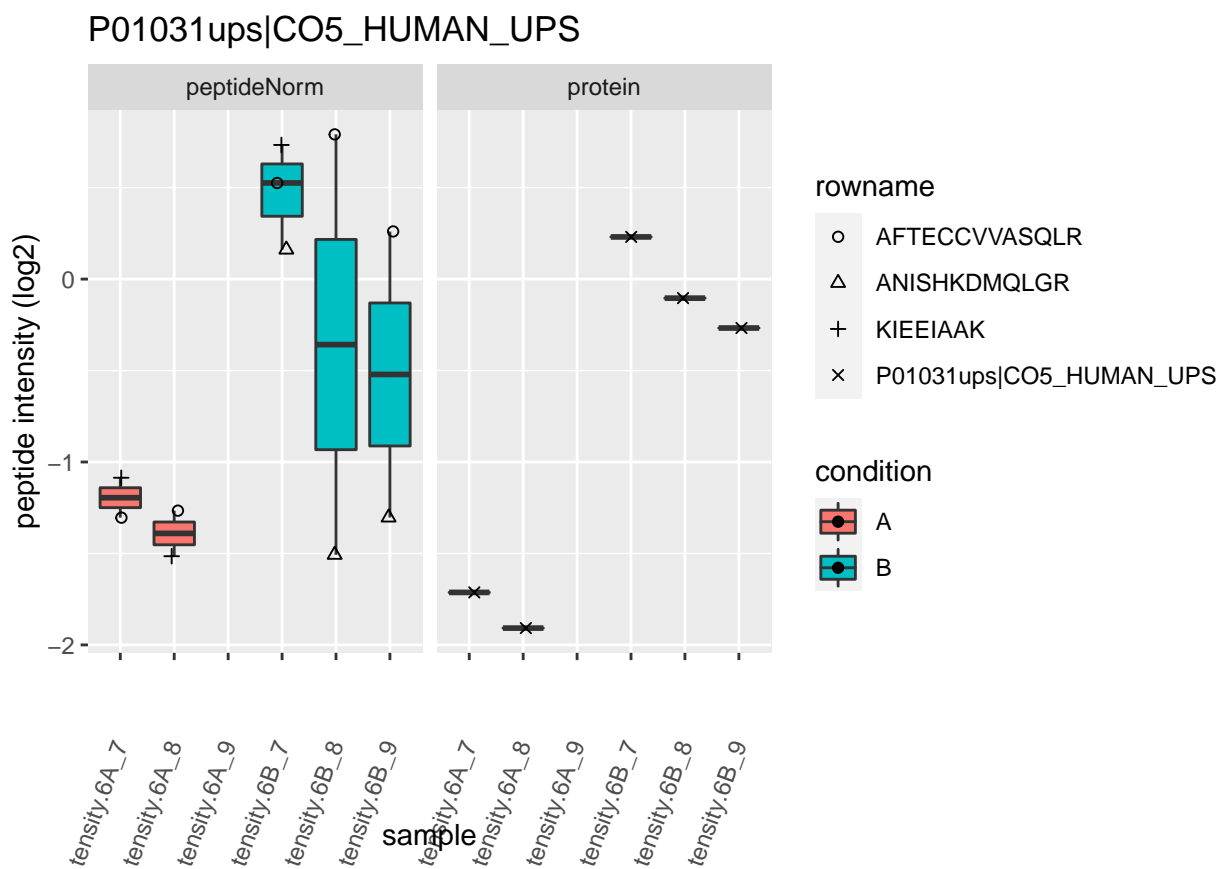 P01031ups|CO5_HUMAN_UPS
peptideNorm
protein
peptide intensity (log2)
0
−1
−2
tensity.6A_7
tensity.6A_8
tensity.6A_9
tensity.6B_7
tensity.6B_8
tensity.6B_9
tensity.6A_7
tensity.6A_8
tensity.6A_9
tensity.6B_7
tensity.6B_8
tensity.6B_9
sample
rowname
AFTECCVVASQLR
ANISHKDMQLGR
KIEEIAAK
P01031ups|CO5_HUMAN_UPS
condition
A
B